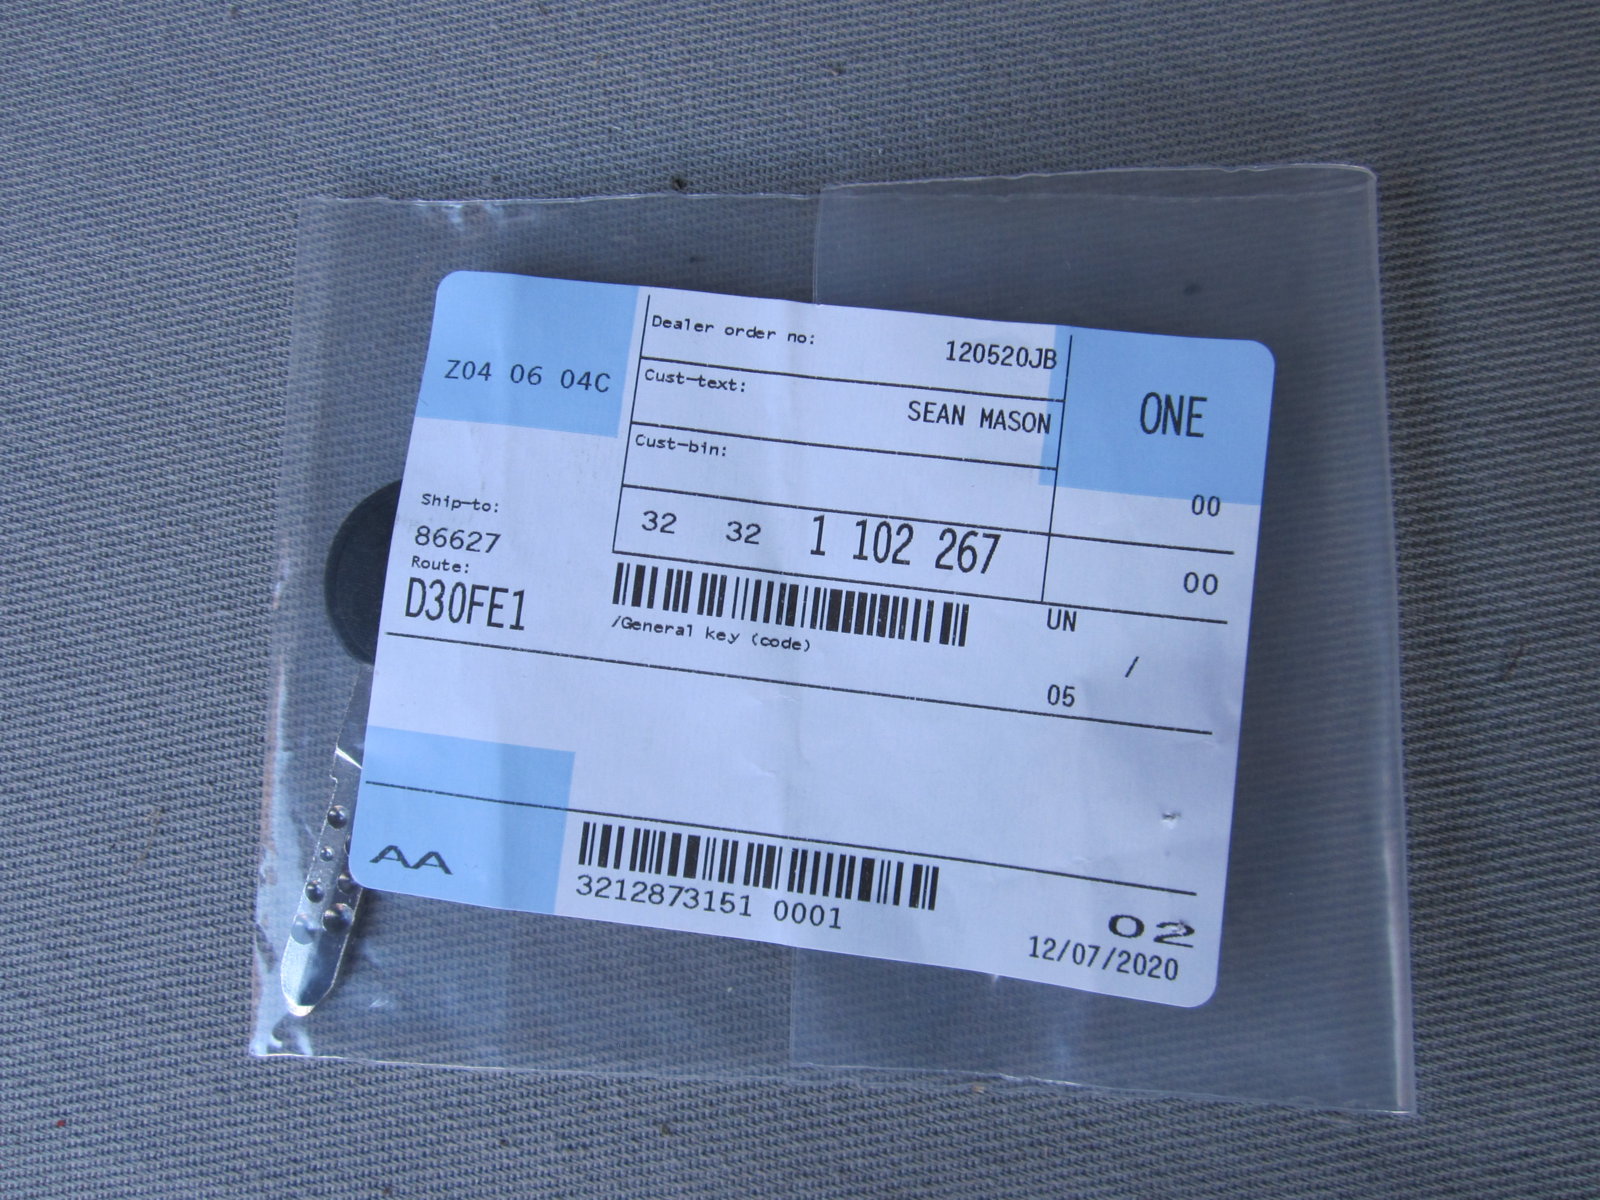 Z04 06 04C
Dealer order no:
120520JB
Cust-text:
SEAN MASON
Cust-bin:
ONE
00
32 32 1 102 267
00
Ship-to:
86627
Route:
D30FE1
/General key (code)
UN
/
05
AA
3212873151 0001
02
12/07/2020